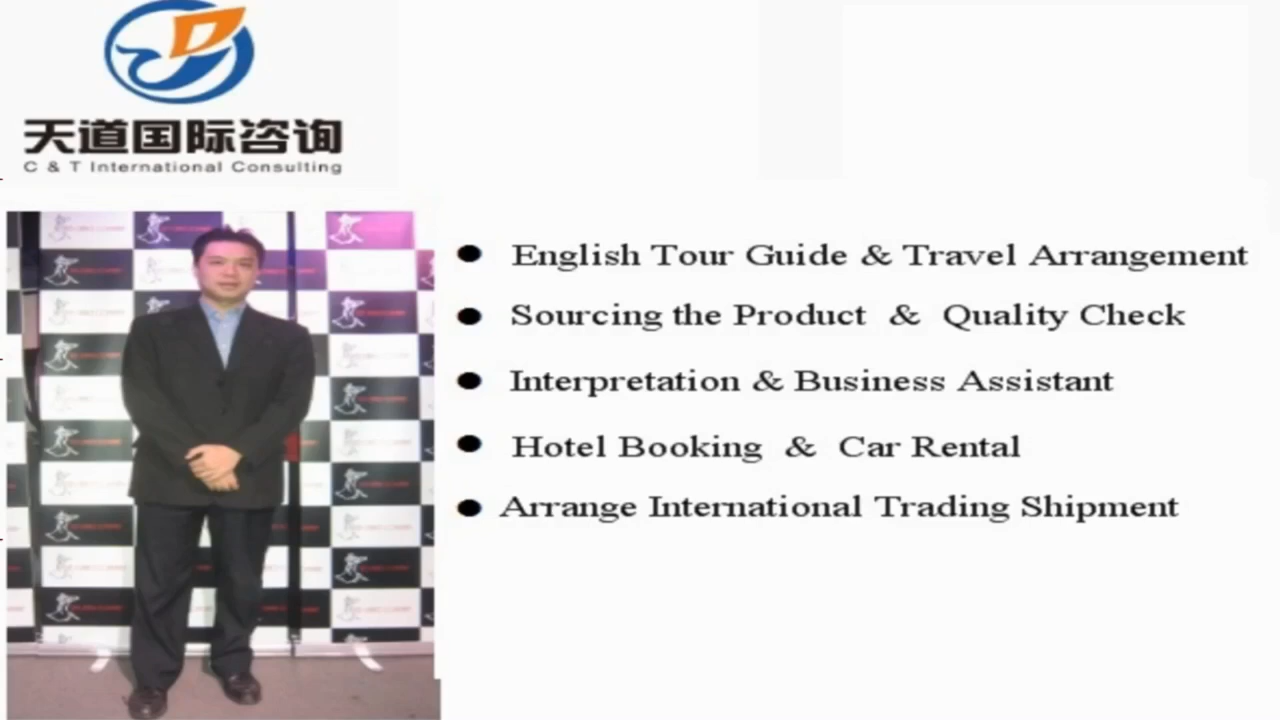 天道国际咨询
C & T International Consulting
English Tour Guide & Travel Arrangement
Sourcing the Product & Quality Check
Interpretation & Business Assistant
Hotel Booking & Car Rental
Arrange International Trading Shipment